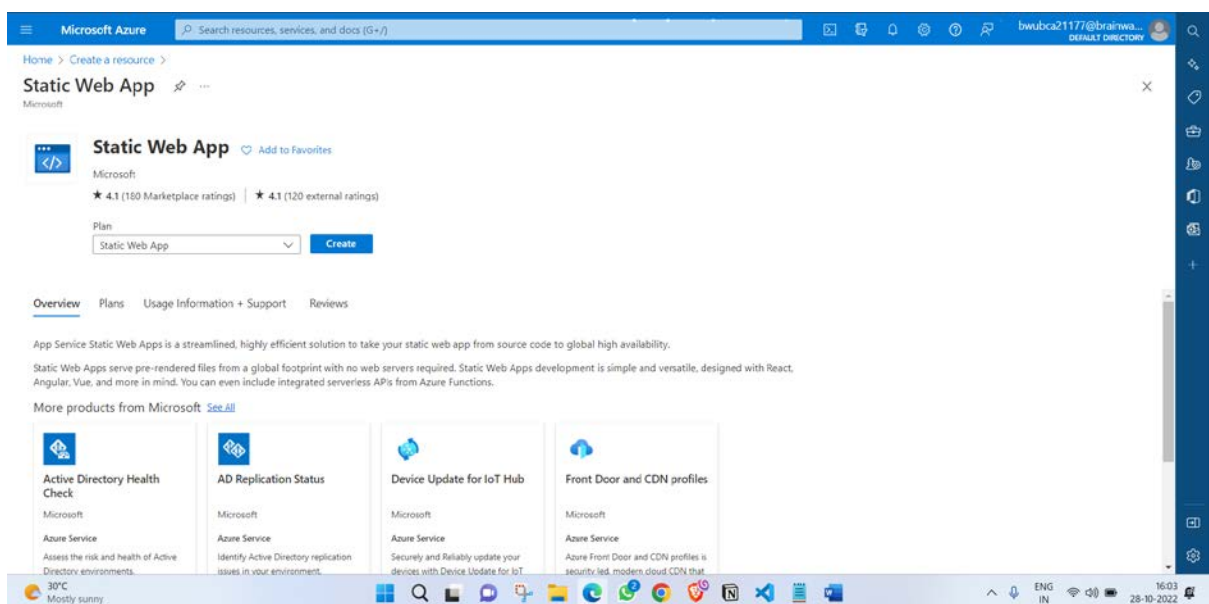 Microsoft Azure
Search resources, services, and docs (G+/)
bwubca21177@brainwa...
DEFAULT DIRECTORY
Home > Create a resource >
Static Web App
Microsoft
Static Web App
Add to Favorites
Microsoft
★ 4.1 (180 Marketplace ratings) | ★ 4.1 (120 external ratings)
Plan
Static Web App
Create
Overview Plans Usage Information + Support Reviews
App Service Static Web Apps is a streamlined, highly efficient solution to take your static web app from source code to global high availability.
Static Web Apps serve pre-rendered files from a global footprint with no web servers required. Static Web Apps development is simple and versatile, designed with React,
Angular, Vue, and more in mind. You can even include integrated serverless APIs from Azure Functions.
More products from Microsoft See All
Active Directory Health
Check
Microsoft
Azure Service
Assess the risk and health of Active
Directory environments.
AD Replication Status
Microsoft
Azure Service
Identify Active Directory replication
issues in your environment.
Device Update for IoT Hub
Microsoft
Azure Service
Securely and Reliably update your
devices with Device Update for IoT
Front Door and CDN profiles
Microsoft
Azure Service
Azure Front Door and CDN profiles is
security led, modern cloud CDN that
30°C
Mostly sunny
ENG
IN
16:03
28-10-2022